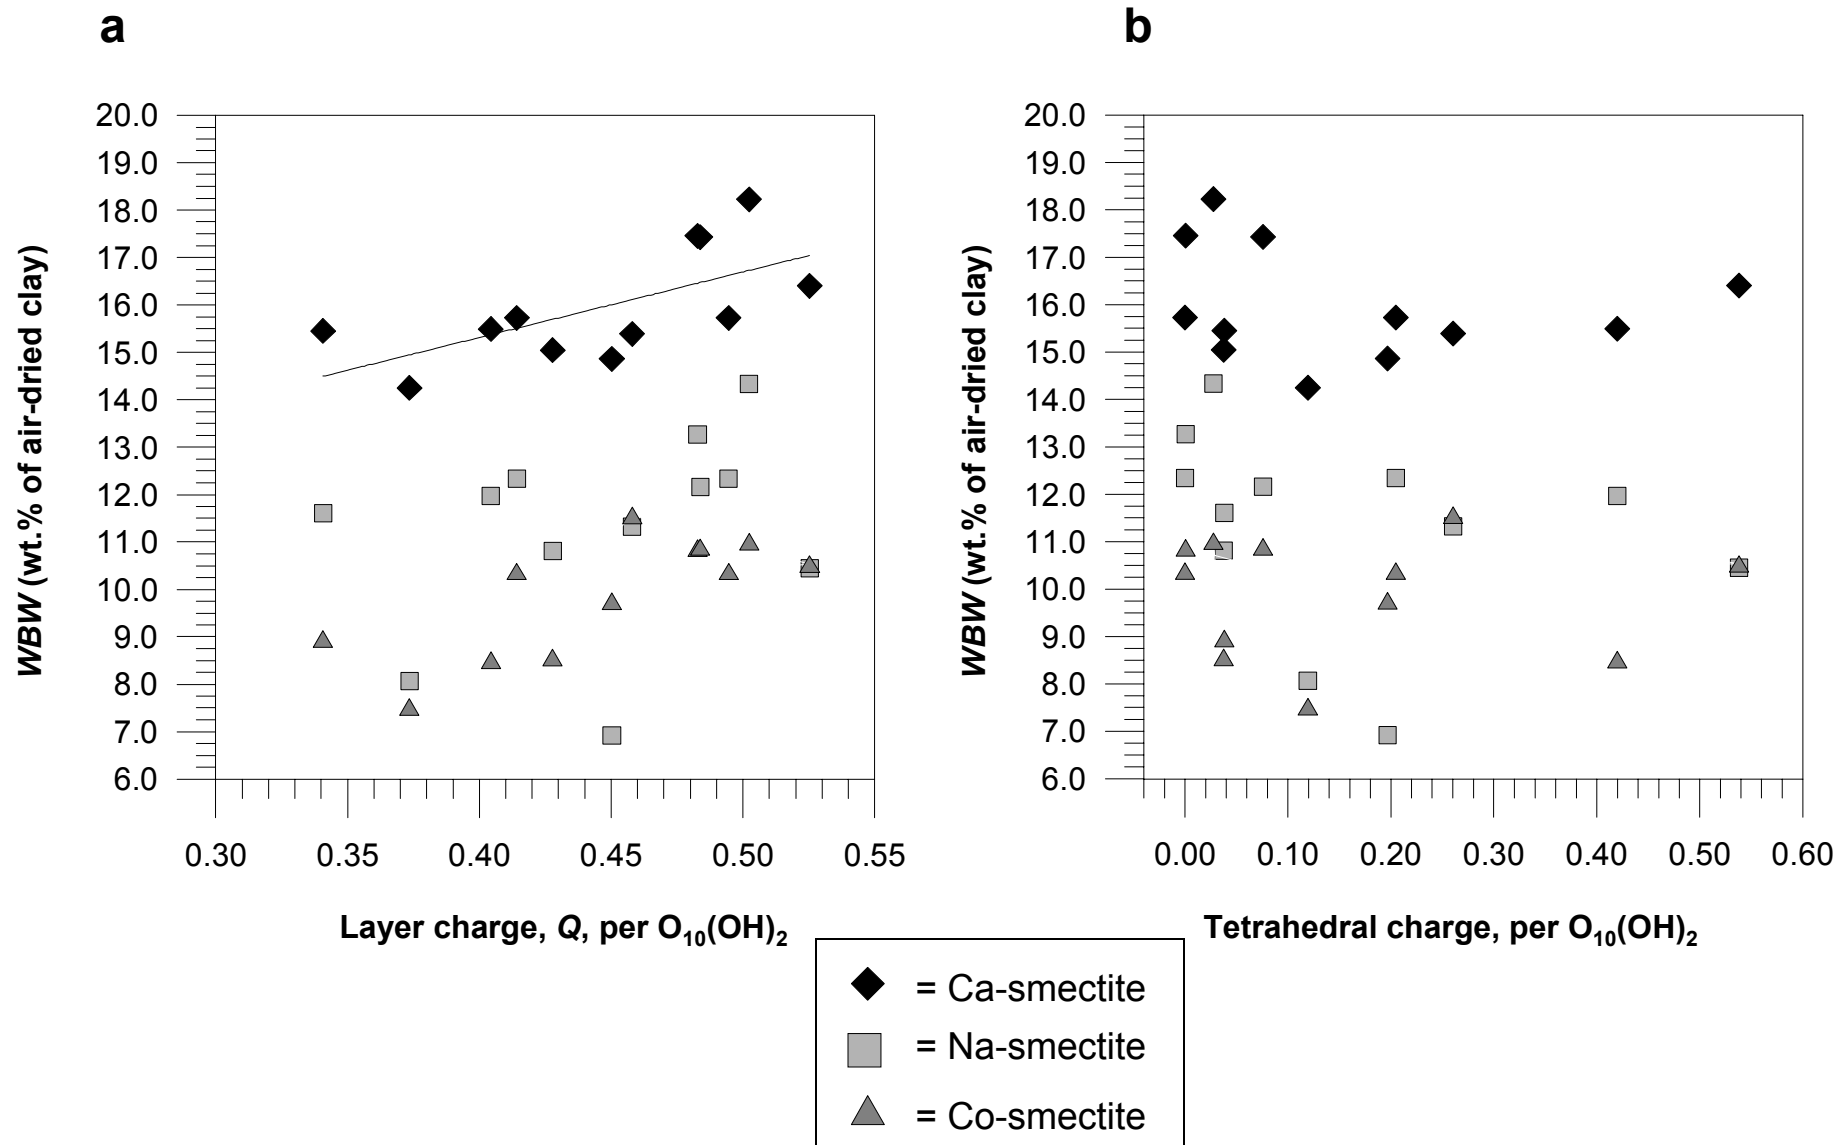 a
b
20.0
19.0
18.0
17.0
16.0
15.0
14.0
13.0
12.0
11.0
10.0
9.0
8.0
7.0
6.0
WBW (wt.% of air-dried clay)
0.30 0.35 0.40 0.45 0.50 0.55
Layer charge, Q, per O10(OH)2
20.0
19.0
18.0
17.0
16.0
15.0
14.0
13.0
12.0
11.0
10.0
9.0
8.0
7.0
6.0
WBW (wt.% of air-dried clay)
0.00 0.10 0.20 0.30 0.40 0.50 0.60
Tetrahedral charge, per O10(OH)2
= Ca-smectite
= Na-smectite
= Co-smectite